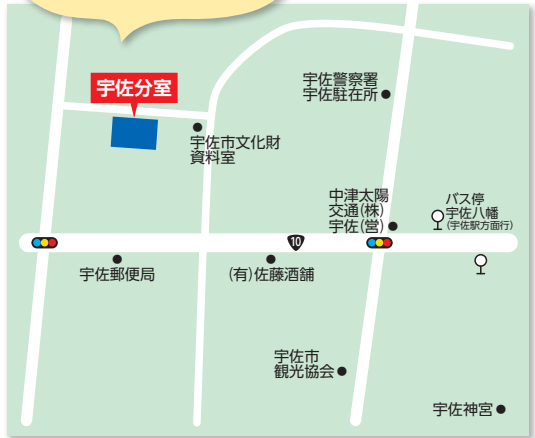 宇佐分室
宇佐警察署
宇佐駐在所
宇佐市文化財
資料室
中津太陽
交通(株)
宇佐(営)
バス停
宇佐八幡
(宇佐駅方面行)
10
宇佐郵便局
(有)佐藤酒舗
宇佐市
観光協会
宇佐神宮